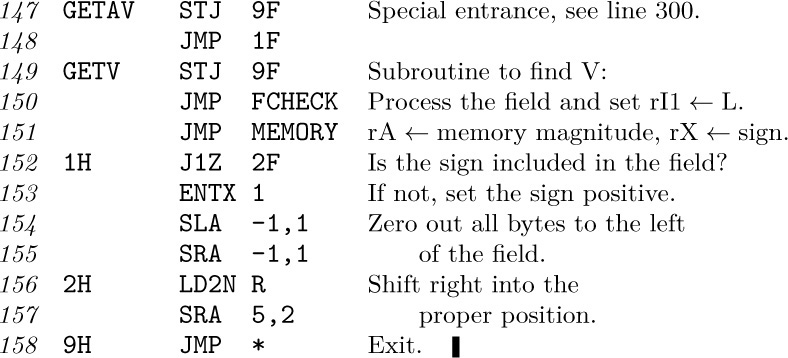 147 GETAV STJ 9F Special entrance, see line 300.
148 JMP 1F
149 GETV STJ 9F Subroutine to find V:
150 JMP FCHECK Process the field and set rI1 ← L.
151 JMP MEMORY rA ← memory magnitude, rX ← sign.
152 1H J1Z 2F Is the sign included in the field?
153 ENTX 1 If not, set the sign positive.
154 SLA -1,1 Zero out all bytes to the left
155 SRA -1,1 of the field.
156 2H LD2N R Shift right into the
157 SRA 5,2 proper position.
158 9H JMP * Exit. ▮